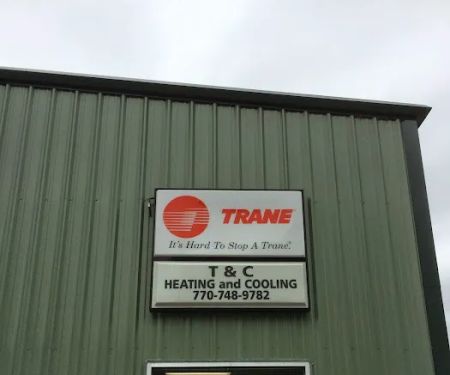 TRANE
It's Hard To Stop A Trane.
T & C
HEATING and COOLING
770-748-9782